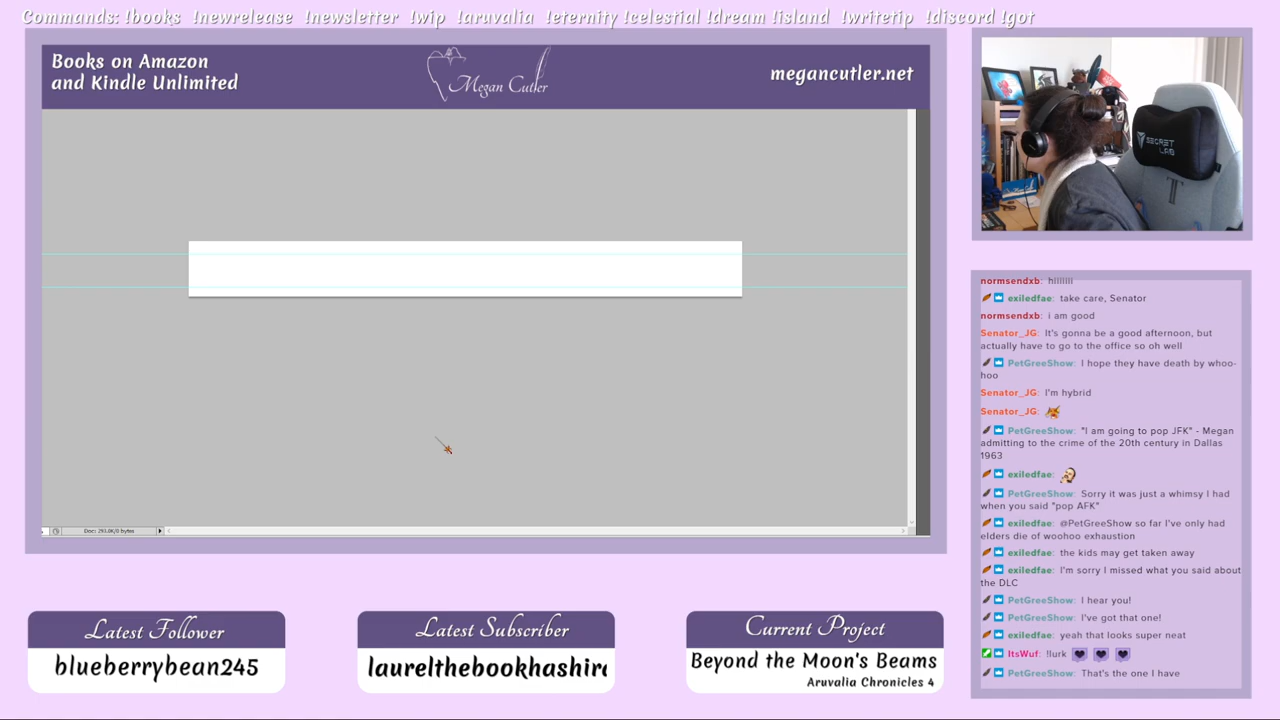 Commands: !books !newrelease !newsletter !wip !aruvalia !eternity !celestial !dream !island !writetip !discord !got
Books on Amazon
and Kindle Unlimited
Megan Cutler
megancutler.net
SECRET
LAB
Doc: 293.0K/0 bytes
normsendxb: hiiiiiii
exiledfae: take care, Senator
normsendxb: i am good
Senator_JG: It's gonna be a good afternoon, but
actually have to go to the office so oh well
PetGreeShow: I hope they have death by whoo-
hoo
Senator_JG: I'm hybrid
Senator_JG:
PetGreeShow: "I am going to pop JFK" - Megan
admitting to the crime of the 20th century in Dallas
1963
exiledfae:
PetGreeShow: Sorry it was just a whimsy I had
when you said "pop AFK"
exiledfae: @PetGreeShow so far I've only had
elders die of woohoo exhaustion
exiledfae: the kids may get taken away
exiledfae: I'm sorry I missed what you said about
the DLC
PetGreeShow: I hear you!
PetGreeShow: I've got that one!
exiledfae: yeah that looks super neat
ItsWuf: !lurk
PetGreeShow: That's the one I have
Latest Follower
blueberrybean245
Latest Subscriber
laurelthebookhashira
Current Project
Beyond the Moon's Beams
Aruvalia Chronicles 4